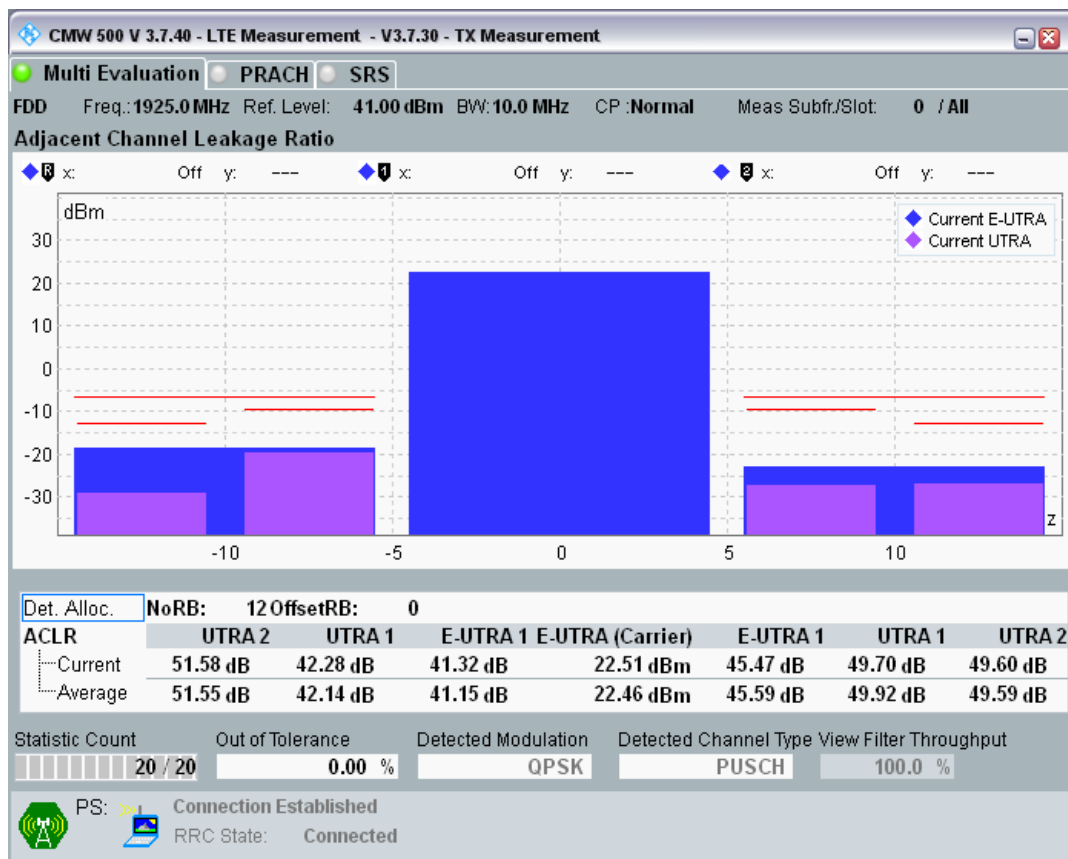 CMW 500 V 3.7.40 - LTE Measurement - V3.7.30 - TX Measurement
Multi Evaluation PRACH SRS
FDD Freq.:1925.0 MHz Ref. Level: 41.00 dBm BW:10.0 MHz CP :Normal Meas Subfr./Slot: 0 / All
Adjacent Channel Leakage Ratio
R x: Off y: --- 1 x: Off y: --- 2 x: Off y: ---
dBm
Current E-UTRA
Current UTRA
30
20
10
0
-10
-20
-30
z
-10 -5 0 5 10
Det. Alloc. NoRB: 12 OffsetRB: 0
ACLR UTRA 2 UTRA 1 E-UTRA 1 E-UTRA (Carrier) E-UTRA 1 UTRA 1 UTRA 2
Current 51.58 dB 42.28 dB 41.32 dB 22.51 dBm 45.47 dB 49.70 dB 49.60 dB
Average 51.55 dB 42.14 dB 41.15 dB 22.46 dBm 45.59 dB 49.92 dB 49.59 dB
Statistic Count Out of Tolerance Detected Modulation Detected Channel Type View Filter Throughput
20 / 20 0.00 % QPSK PUSCH 100.0 %
PS: Connection Established
RRC State: Connected